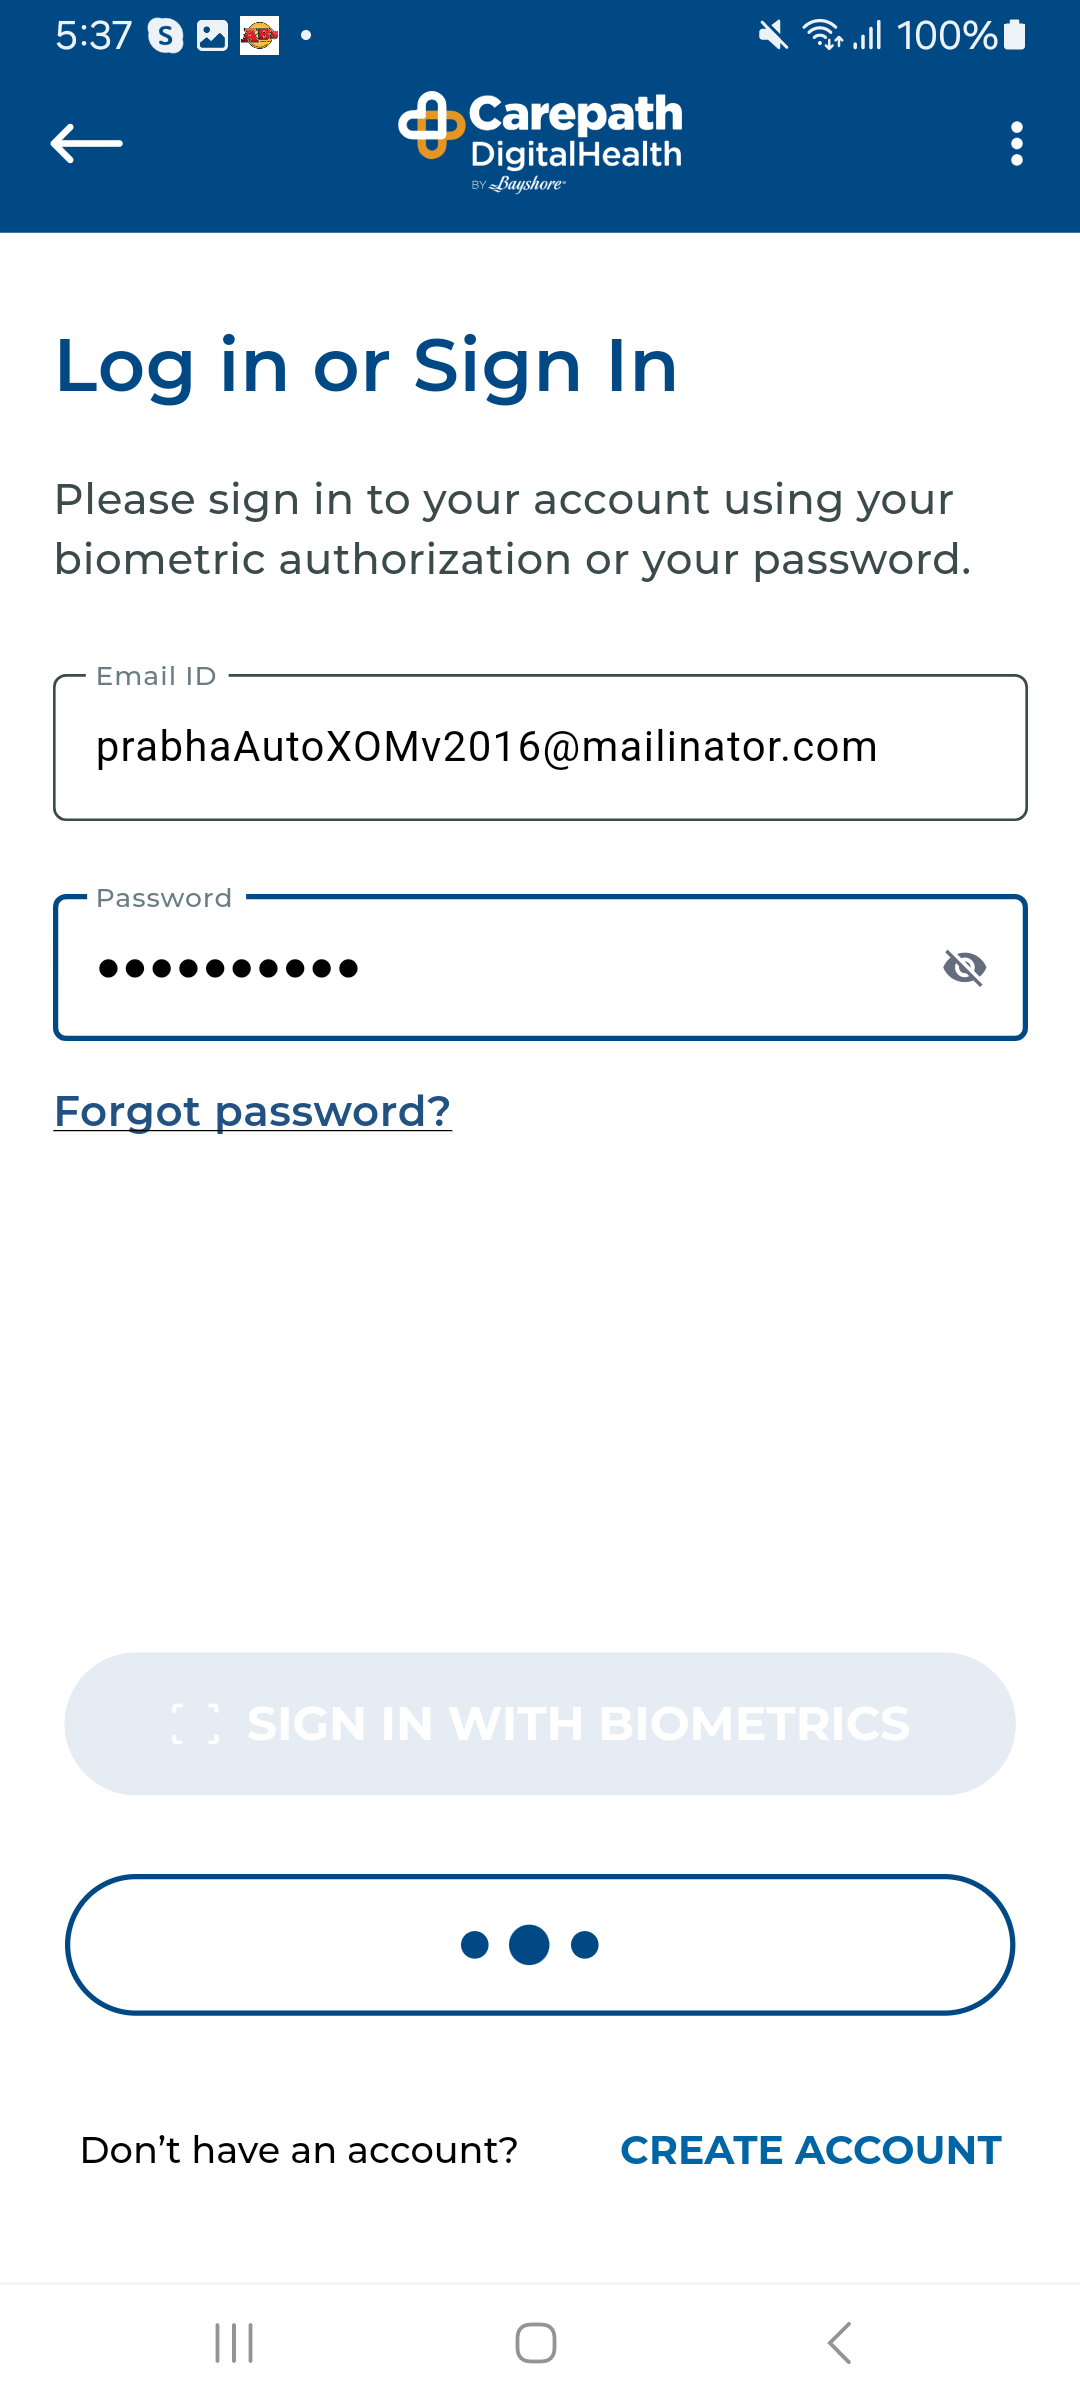 5:37 S AB's 100%
Carepath
DigitalHealth
BY Bayshore
Log in or Sign In
Please sign in to your account using your
biometric authorization or your password.
Email ID
prabhaAutoXOMv2016@mailinator.com
Password
••••••••••
Forgot password?
SIGN IN WITH BIOMETRICS
Don’t have an account? CREATE ACCOUNT